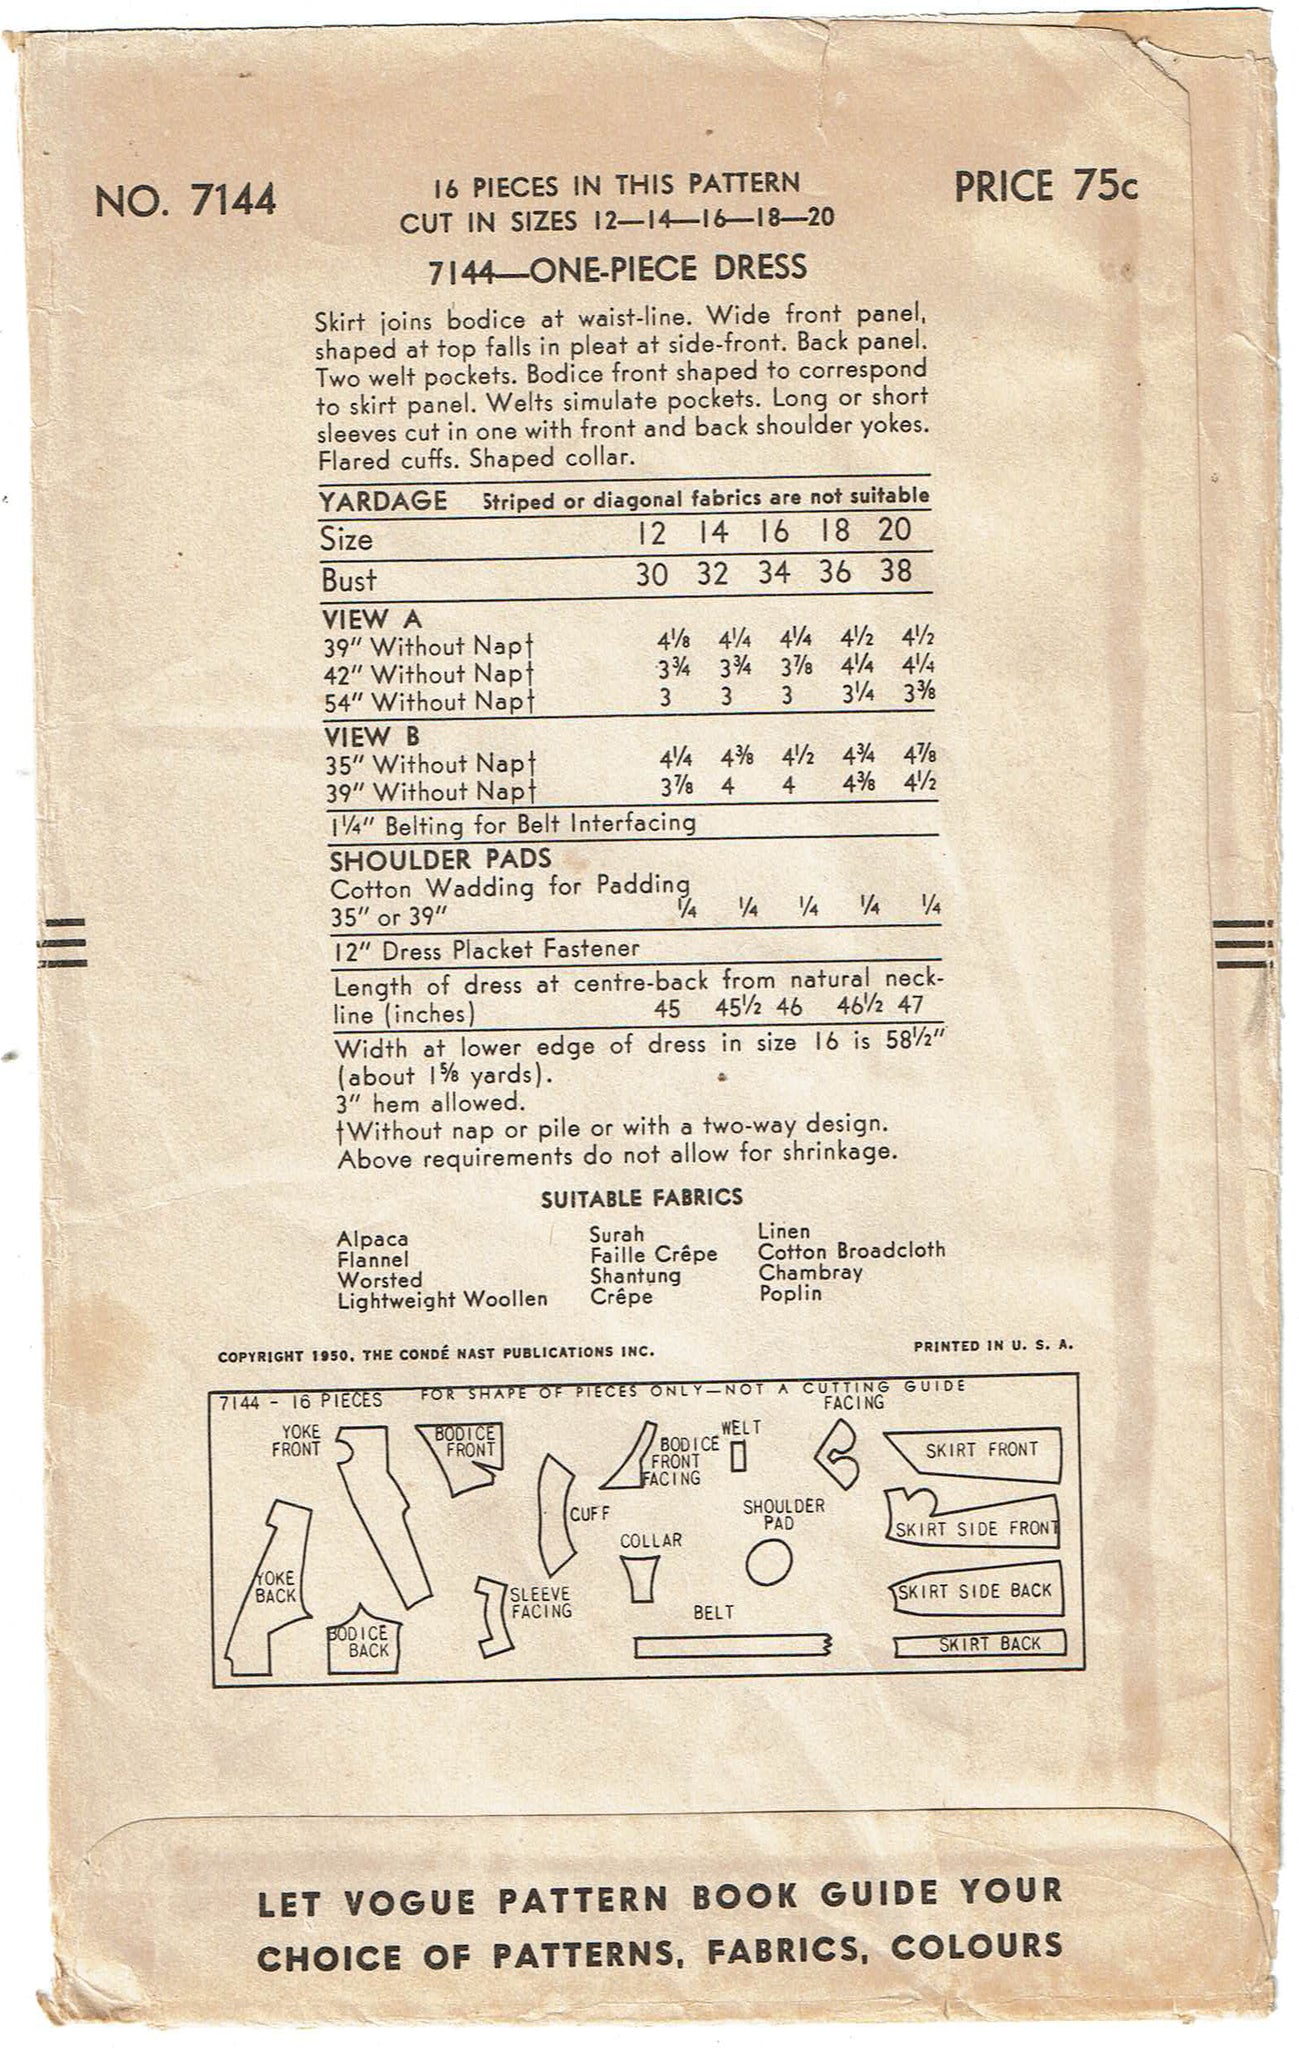 NO. 7144
16 PIECES IN THIS PATTERN
CUT IN SIZES 12—14—16—18—20
PRICE 75c
7144—ONE-PIECE DRESS
Skirt joins bodice at waist-line. Wide front panel,
shaped at top falls in pleat at side-front. Back panel.
Two welt pockets. Bodice front shaped to correspond
to skirt panel. Welts simulate pockets. Long or short
sleeves cut in one with front and back shoulder yokes.
Flared cuffs. Shaped collar.
YARDAGE Striped or diagonal fabrics are not suitable
Size 12 14 16 18 20
Bust 30 32 34 36 38
VIEW A
39" Without Nap† 4⅛ 4¼ 4¼ 4½ 4½
42" Without Nap† 3¾ 3¾ 3⅞ 4¼ 4¼
54" Without Nap† 3 3 3 3¼ 3⅜
VIEW B
35" Without Nap† 4¼ 4⅜ 4½ 4¾ 4⅞
39" Without Nap† 3⅞ 4 4 4⅜ 4½
1¼" Belting for Belt Interfacing
SHOULDER PADS
Cotton Wadding for Padding
35" or 39" ¼ ¼ ¼ ¼ ¼
12" Dress Placket Fastener
Length of dress at centre-back from natural neck-
line (inches) 45 45½ 46 46½ 47
Width at lower edge of dress in size 16 is 58½"
(about 1⅝ yards).
3" hem allowed.
†Without nap or pile or with a two-way design.
Above requirements do not allow for shrinkage.
SUITABLE FABRICS
Alpaca Surah Linen
Flannel Faille Crêpe Cotton Broadcloth
Worsted Shantung Chambray
Lightweight Woollen Crêpe Poplin
COPYRIGHT 1950, THE CONDÉ NAST PUBLICATIONS INC. PRINTED IN U. S. A.
7144 - 16 PIECES FOR SHAPE OF PIECES ONLY—NOT A CUTTING GUIDE
YOKE
FRONT
BODICE
FRONT
BODICE
FRONT
FACING
WELT
FACING
SKIRT FRONT
CUFF
SHOULDER
PAD
SKIRT SIDE FRONT
COLLAR
YOKE
BACK
SLEEVE
FACING
SKIRT SIDE BACK
BELT
BODICE
BACK
SKIRT BACK
LET VOGUE PATTERN BOOK GUIDE YOUR
CHOICE OF PATTERNS, FABRICS, COLOURS